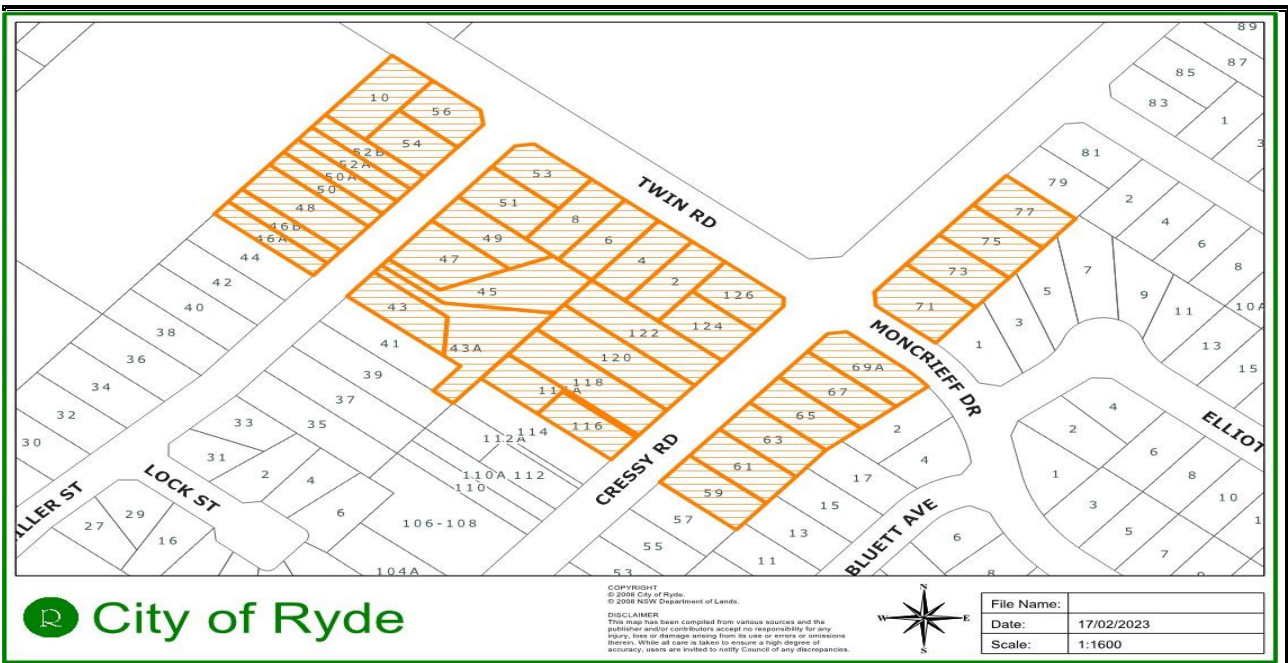 89
87
85
83
1
3
10
56
54
52B
52A
50A
50
48
46B
46A
44
42
40
38
36
34
32
30
53
51
49
47
45
43
43A
41
39
37
35
33
31
2
4
6
8
6
4
2
126
124
122
120
118
116
114
112A
110A 112
110
106-108
104A
TWIN RD
81
79
77
75
73
71
2
4
6
8
10A
7
5
3
1
9
11
13
15
MONCRIEFF DR
69A
67
65
63
61
59
57
55
53
2
4
17
15
13
11
6
8
CRESSY RD
BLUETT AVE
ELLIOT
4
2
6
8
10
1
3
5
7
LOCK ST
ILLER ST
27
29
16
City of Ryde
COPYRIGHT
© 2008 City of Ryde.
© 2008 NSW Department of Lands.
DISCLAIMER
This map has been compiled from various sources and the
publisher and/or contributors accept no responsibility for any
injury, loss or damage arising from its use or errors or omissions
therein. While all care is taken to ensure a high degree of
accuracy, users are invited to notify Council of any discrepancies.
N
W
E
S
File Name:
Date: 17/02/2023
Scale: 1:1600